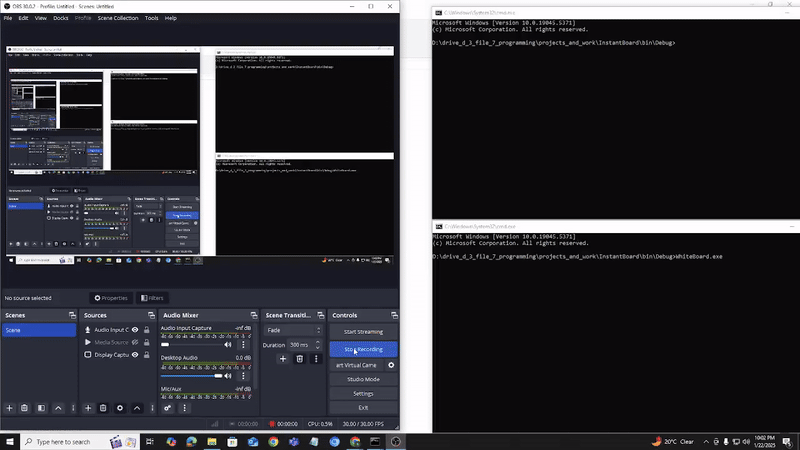 OBS 30.0.2 - Profile: Untitled - Scenes: Untitled
File Edit View Docks Profile Scene Collection Tools Help
No source selected
Properties
Filters
Scenes
Scene
Sources
Audio Input C
Media Source
Display Captu
Audio Mixer
Audio Input Capture
-inf dB
Desktop Audio
0.0 dB
Mic/Aux
-inf dB
Scene Transiti...
Fade
Duration 300 ms
Controls
Start Streaming
Stop Recording
art Virtual Came
Studio Mode
Settings
Exit
00:00:00
00:00:00
CPU: 0.5%
30.00 / 30.00 FPS
C:\Windows\System32\cmd.exe
Microsoft Windows [Version 10.0.19045.5371]
(c) Microsoft Corporation. All rights reserved.
D:\drive_d_3_file_7_programming\projects_and_work\InstantBoard\bin\Debug>
C:\Windows\System32\cmd.exe
Microsoft Windows [Version 10.0.19045.5371]
(c) Microsoft Corporation. All rights reserved.
D:\drive_d_3_file_7_programming\projects_and_work\InstantBoard\bin\Debug>WhiteBoard.exe
Type here to search
20°C Clear
10:02 PM
1/22/2025